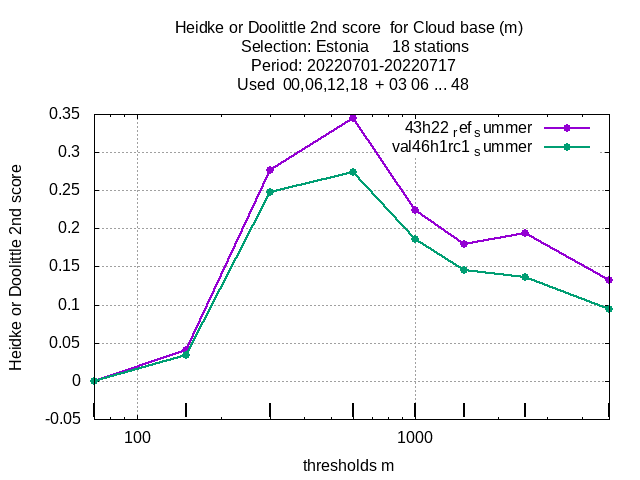 Heidke or Doolittle 2nd score  for Cloud base (m)
Selection: Estonia     18 stations
Period: 20220701-20220717
Used  00,06,12,18  + 03 06 ... 48
43h22 ref summer
val46h1rc1 summer
Heidke or Doolittle 2nd score
0.35
0.3
0.25
0.2
0.15
0.1
0.05
0
-0.05
100 1000
thresholds m